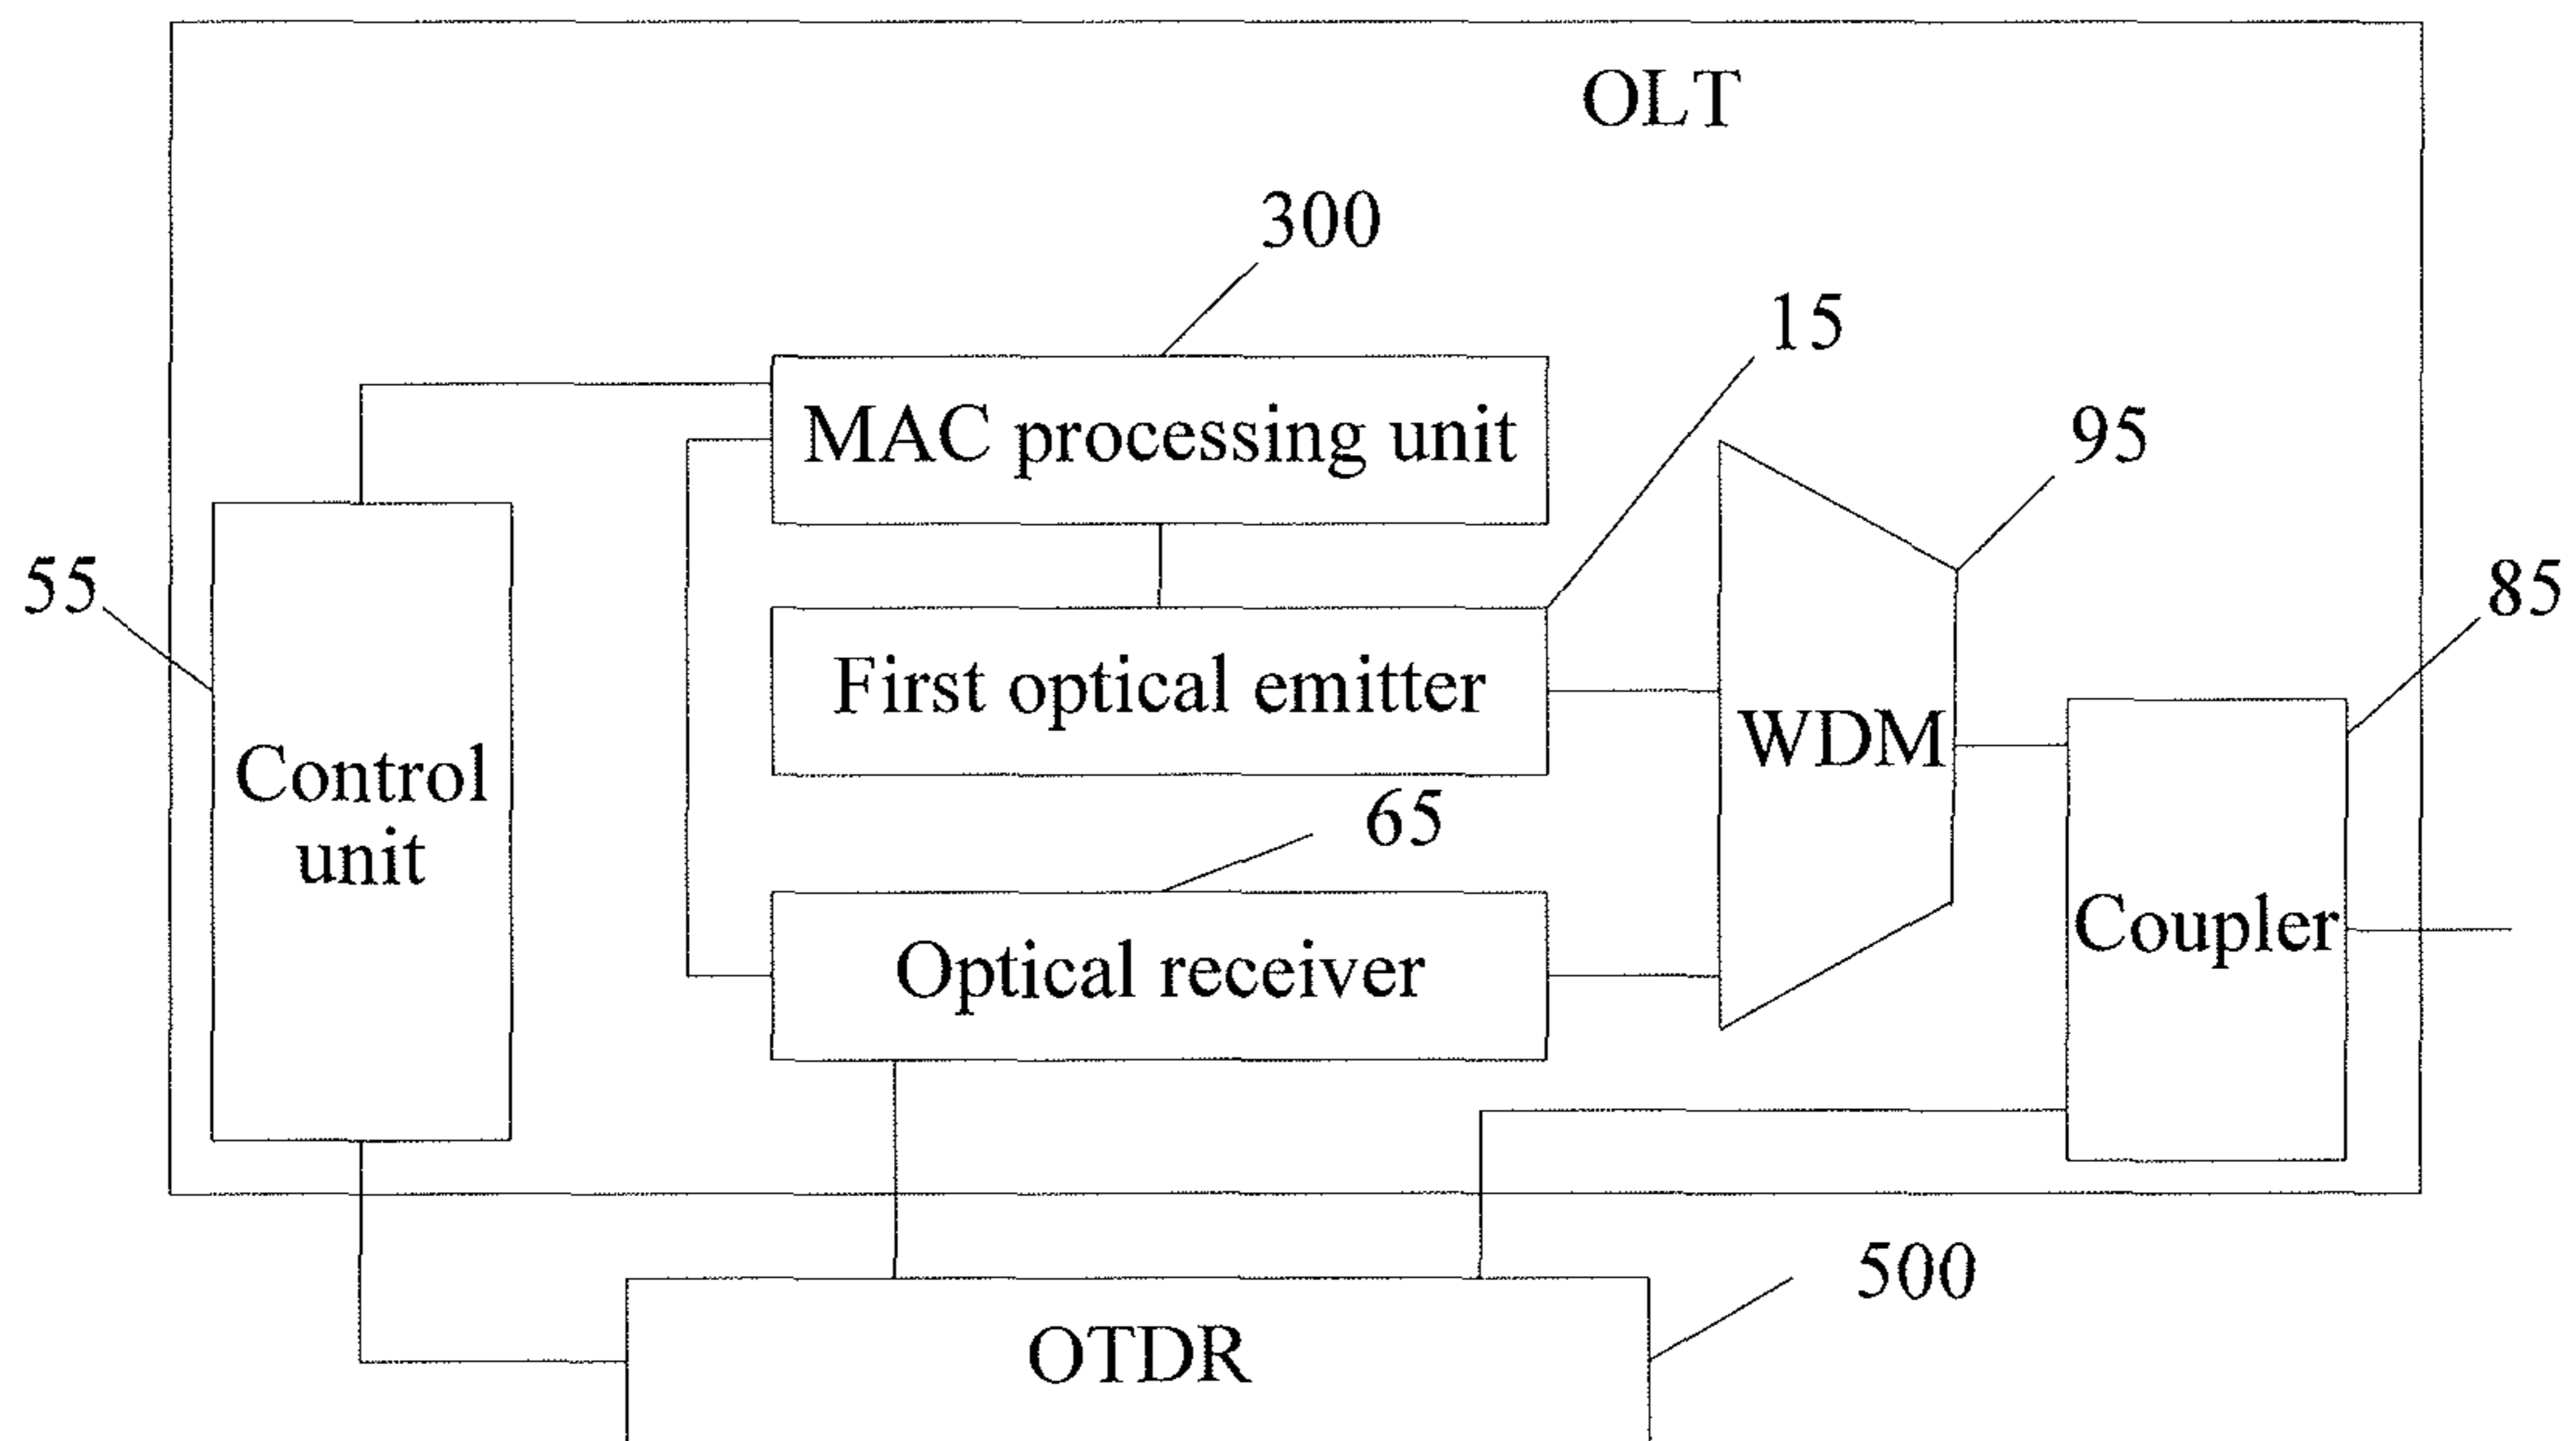 OLT
300
15
MAC processing unit
95
55
85
First optical emitter
WDM
Control
unit
65
Coupler
Optical receiver
500
OTDR